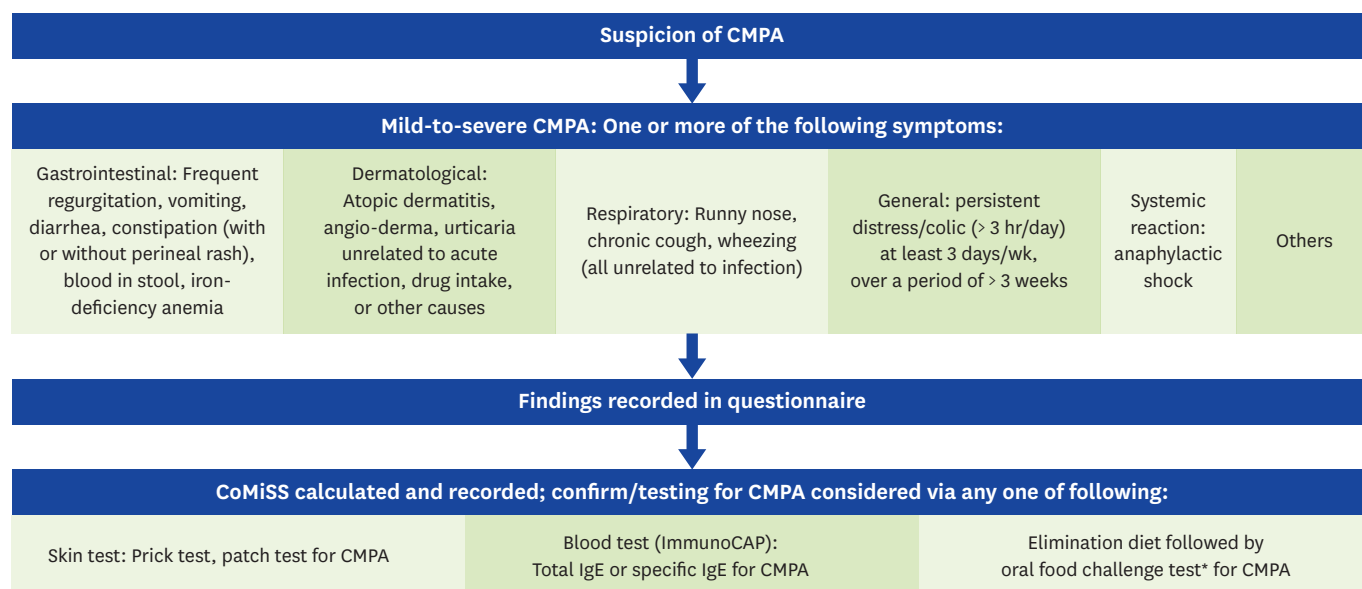 Suspicion of CMPA
Mild-to-severe CMPA: One or more of the following symptoms:
Gastrointestinal: Frequent
regurgitation, vomiting,
diarrhea, constipation (with
or without perineal rash),
blood in stool, iron-
deficiency anemia
Dermatological:
Atopic dermatitis,
angio-derma, urticaria
unrelated to acute
infection, drug intake,
or other causes
Respiratory: Runny nose,
chronic cough, wheezing
(all unrelated to infection)
General: persistent
distress/colic (> 3 hr/day)
at least 3 days/wk,
over a period of > 3 weeks
Systemic
reaction:
anaphylactic
shock
Others
Findings recorded in questionnaire
CoMiSS calculated and recorded; confirm/testing for CMPA considered via any one of following:
Skin test: Prick test, patch test for CMPA
Blood test (ImmunoCAP):
Total IgE or specific IgE for CMPA
Elimination diet followed by
oral food challenge test* for CMPA